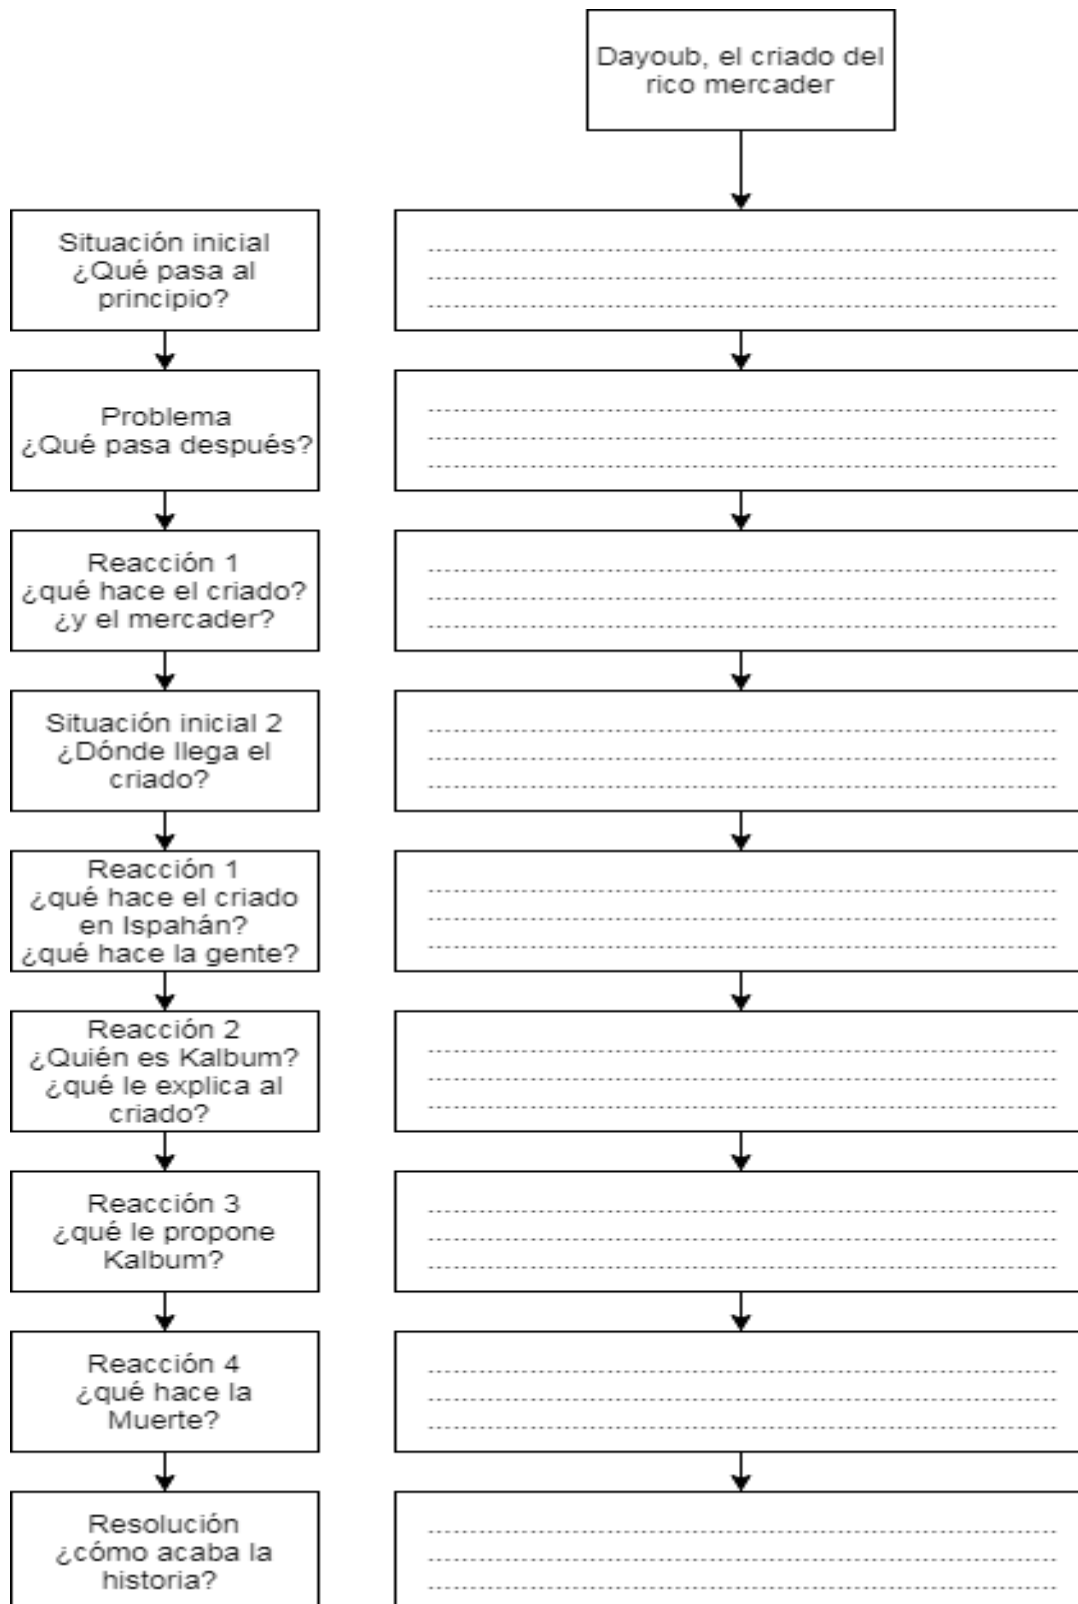 Dayoub, el criado del
rico mercader
Situación inicial
¿Qué pasa al
principio?
Problema
¿Qué pasa después?
Reacción 1
¿qué hace el criado?
¿y el mercader?
Situación inicial 2
¿Dónde llega el
criado?
Reacción 1
¿qué hace el criado
en Ispahán?
¿qué hace la gente?
Reacción 2
¿Quién es Kalbum?
¿qué le explica al
criado?
Reacción 3
¿qué le propone
Kalbum?
Reacción 4
¿qué hace la
Muerte?
Resolución
¿cómo acaba la
historia?